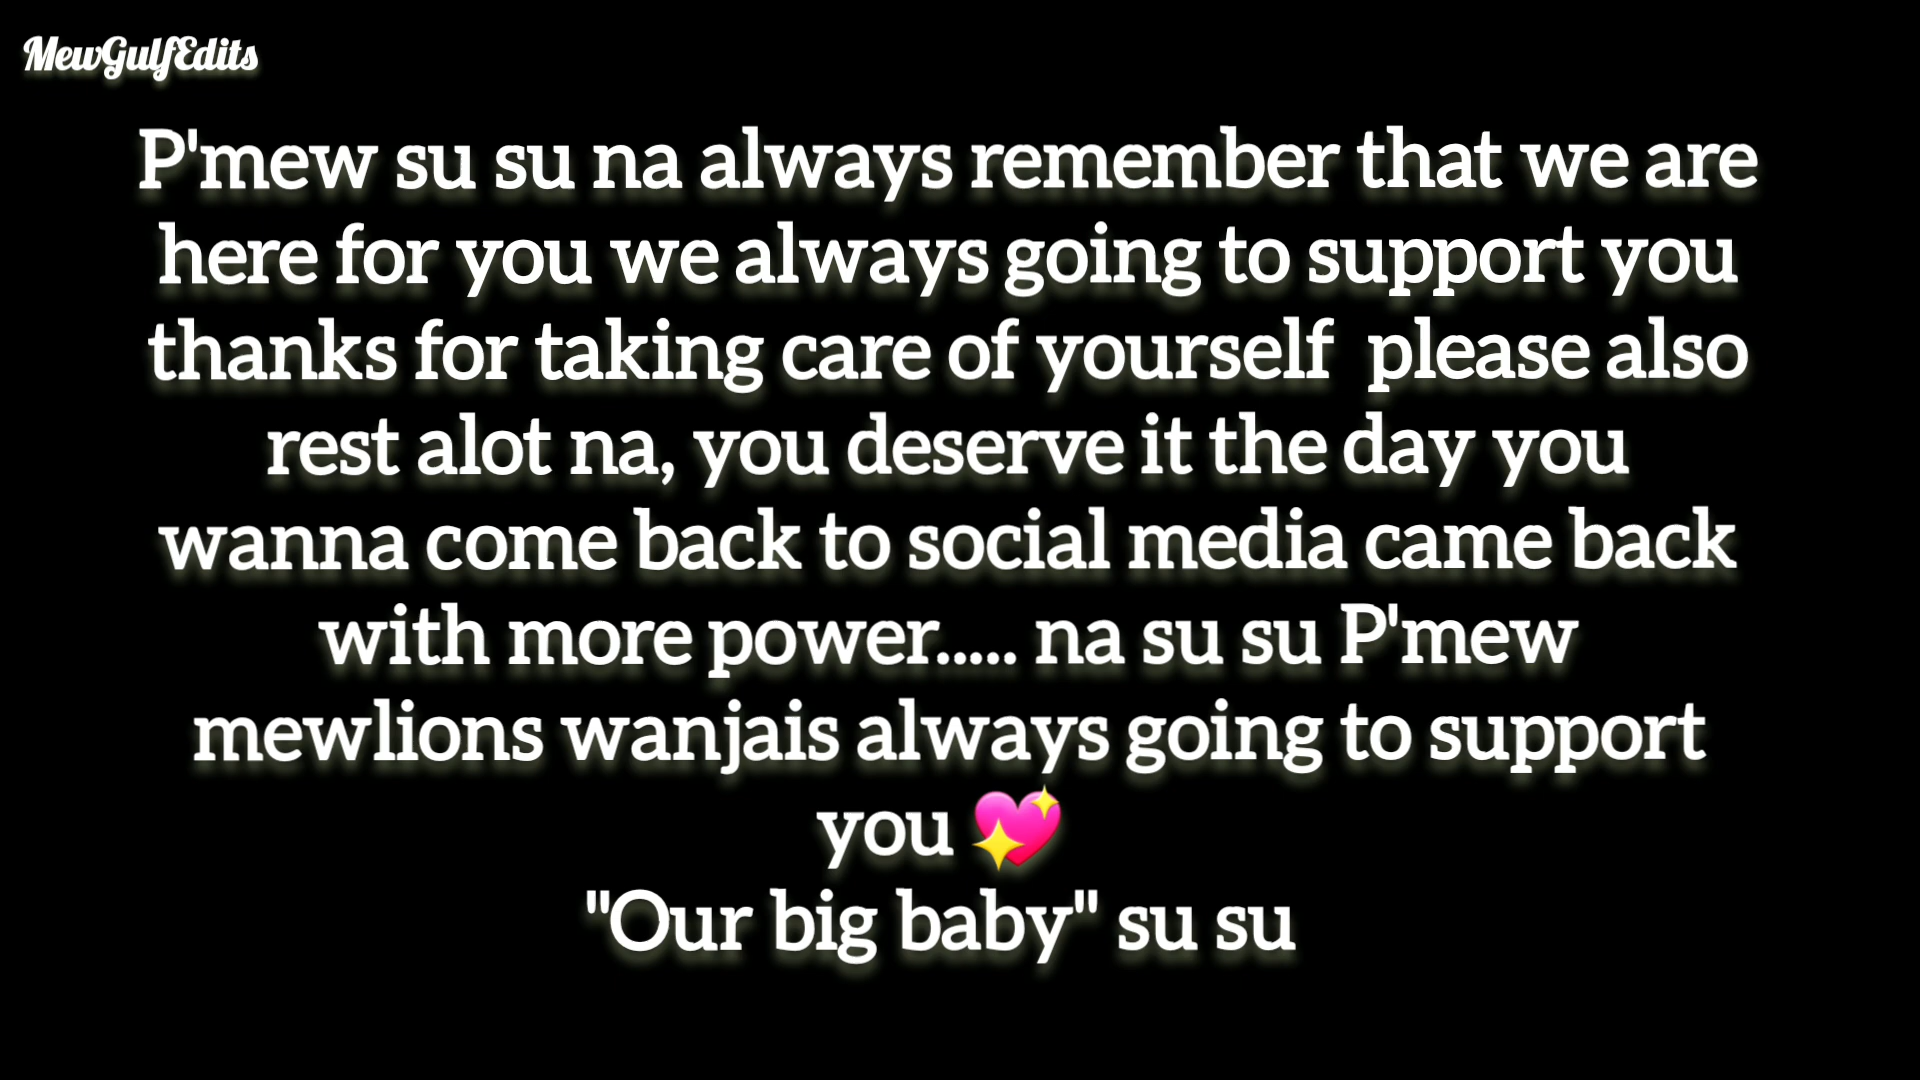 MewGulfEdits
P'mew su su na always remember that we are
here for you we always going to support you
thanks for taking care of yourself  please also
rest alot na, you deserve it the day you
wanna come back to social media came back
with more power..... na su su P'mew
mewlions wanjais always going to support
you 💖
"Our big baby" su su